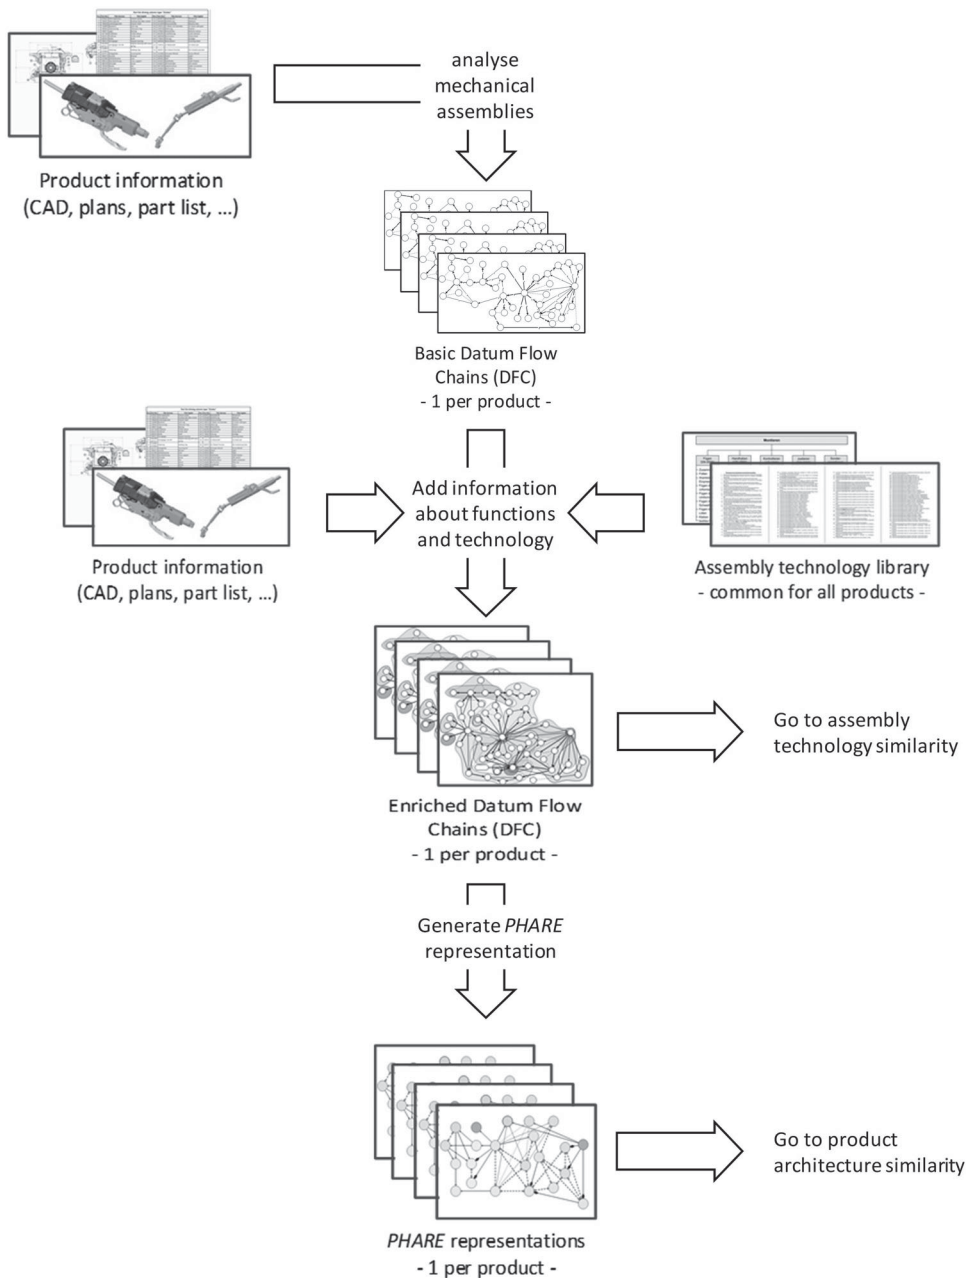 analyse
mechanical
assemblies
Product information
(CAD, plans, part list, ...)
Basic Datum Flow
Chains (DFC)
- 1 per product -
Add information
about functions
and technology
Product information
(CAD, plans, part list, ...)
Assembly technology library
- common for all products -
Go to assembly
technology similarity
Enriched Datum Flow
Chains (DFC)
- 1 per product -
Generate PHARE
representation
Go to product
architecture similarity
PHARE representations
- 1 per product -